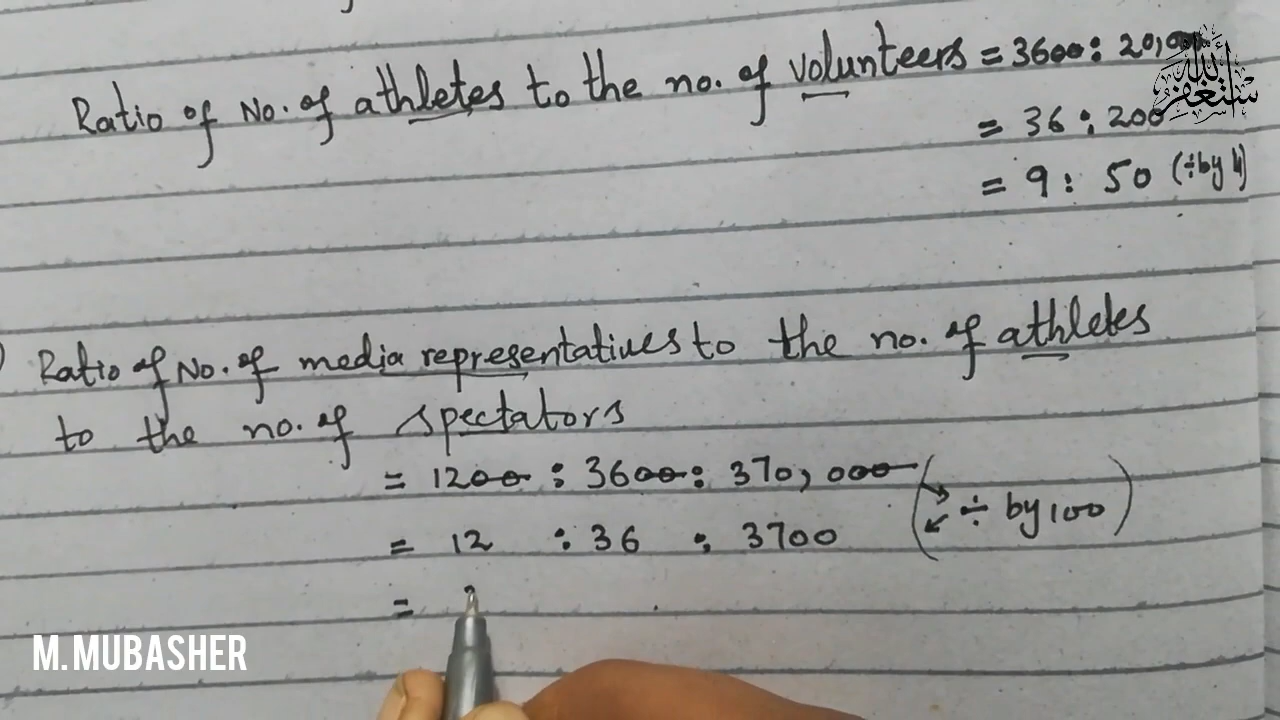 Ratio of No. of athletes to the no. of volunteers = 3600 : 20,000
= 36 : 200
= 9 : 50 (÷ by 4)
) Ratio of No. of media representatives to the no. of athletes
to the no. of spectators
= 1200 : 3600 : 370,000
= 12 : 36 : 3700 (÷ by 100)
=
M.MUBASHER
أستغفر الله